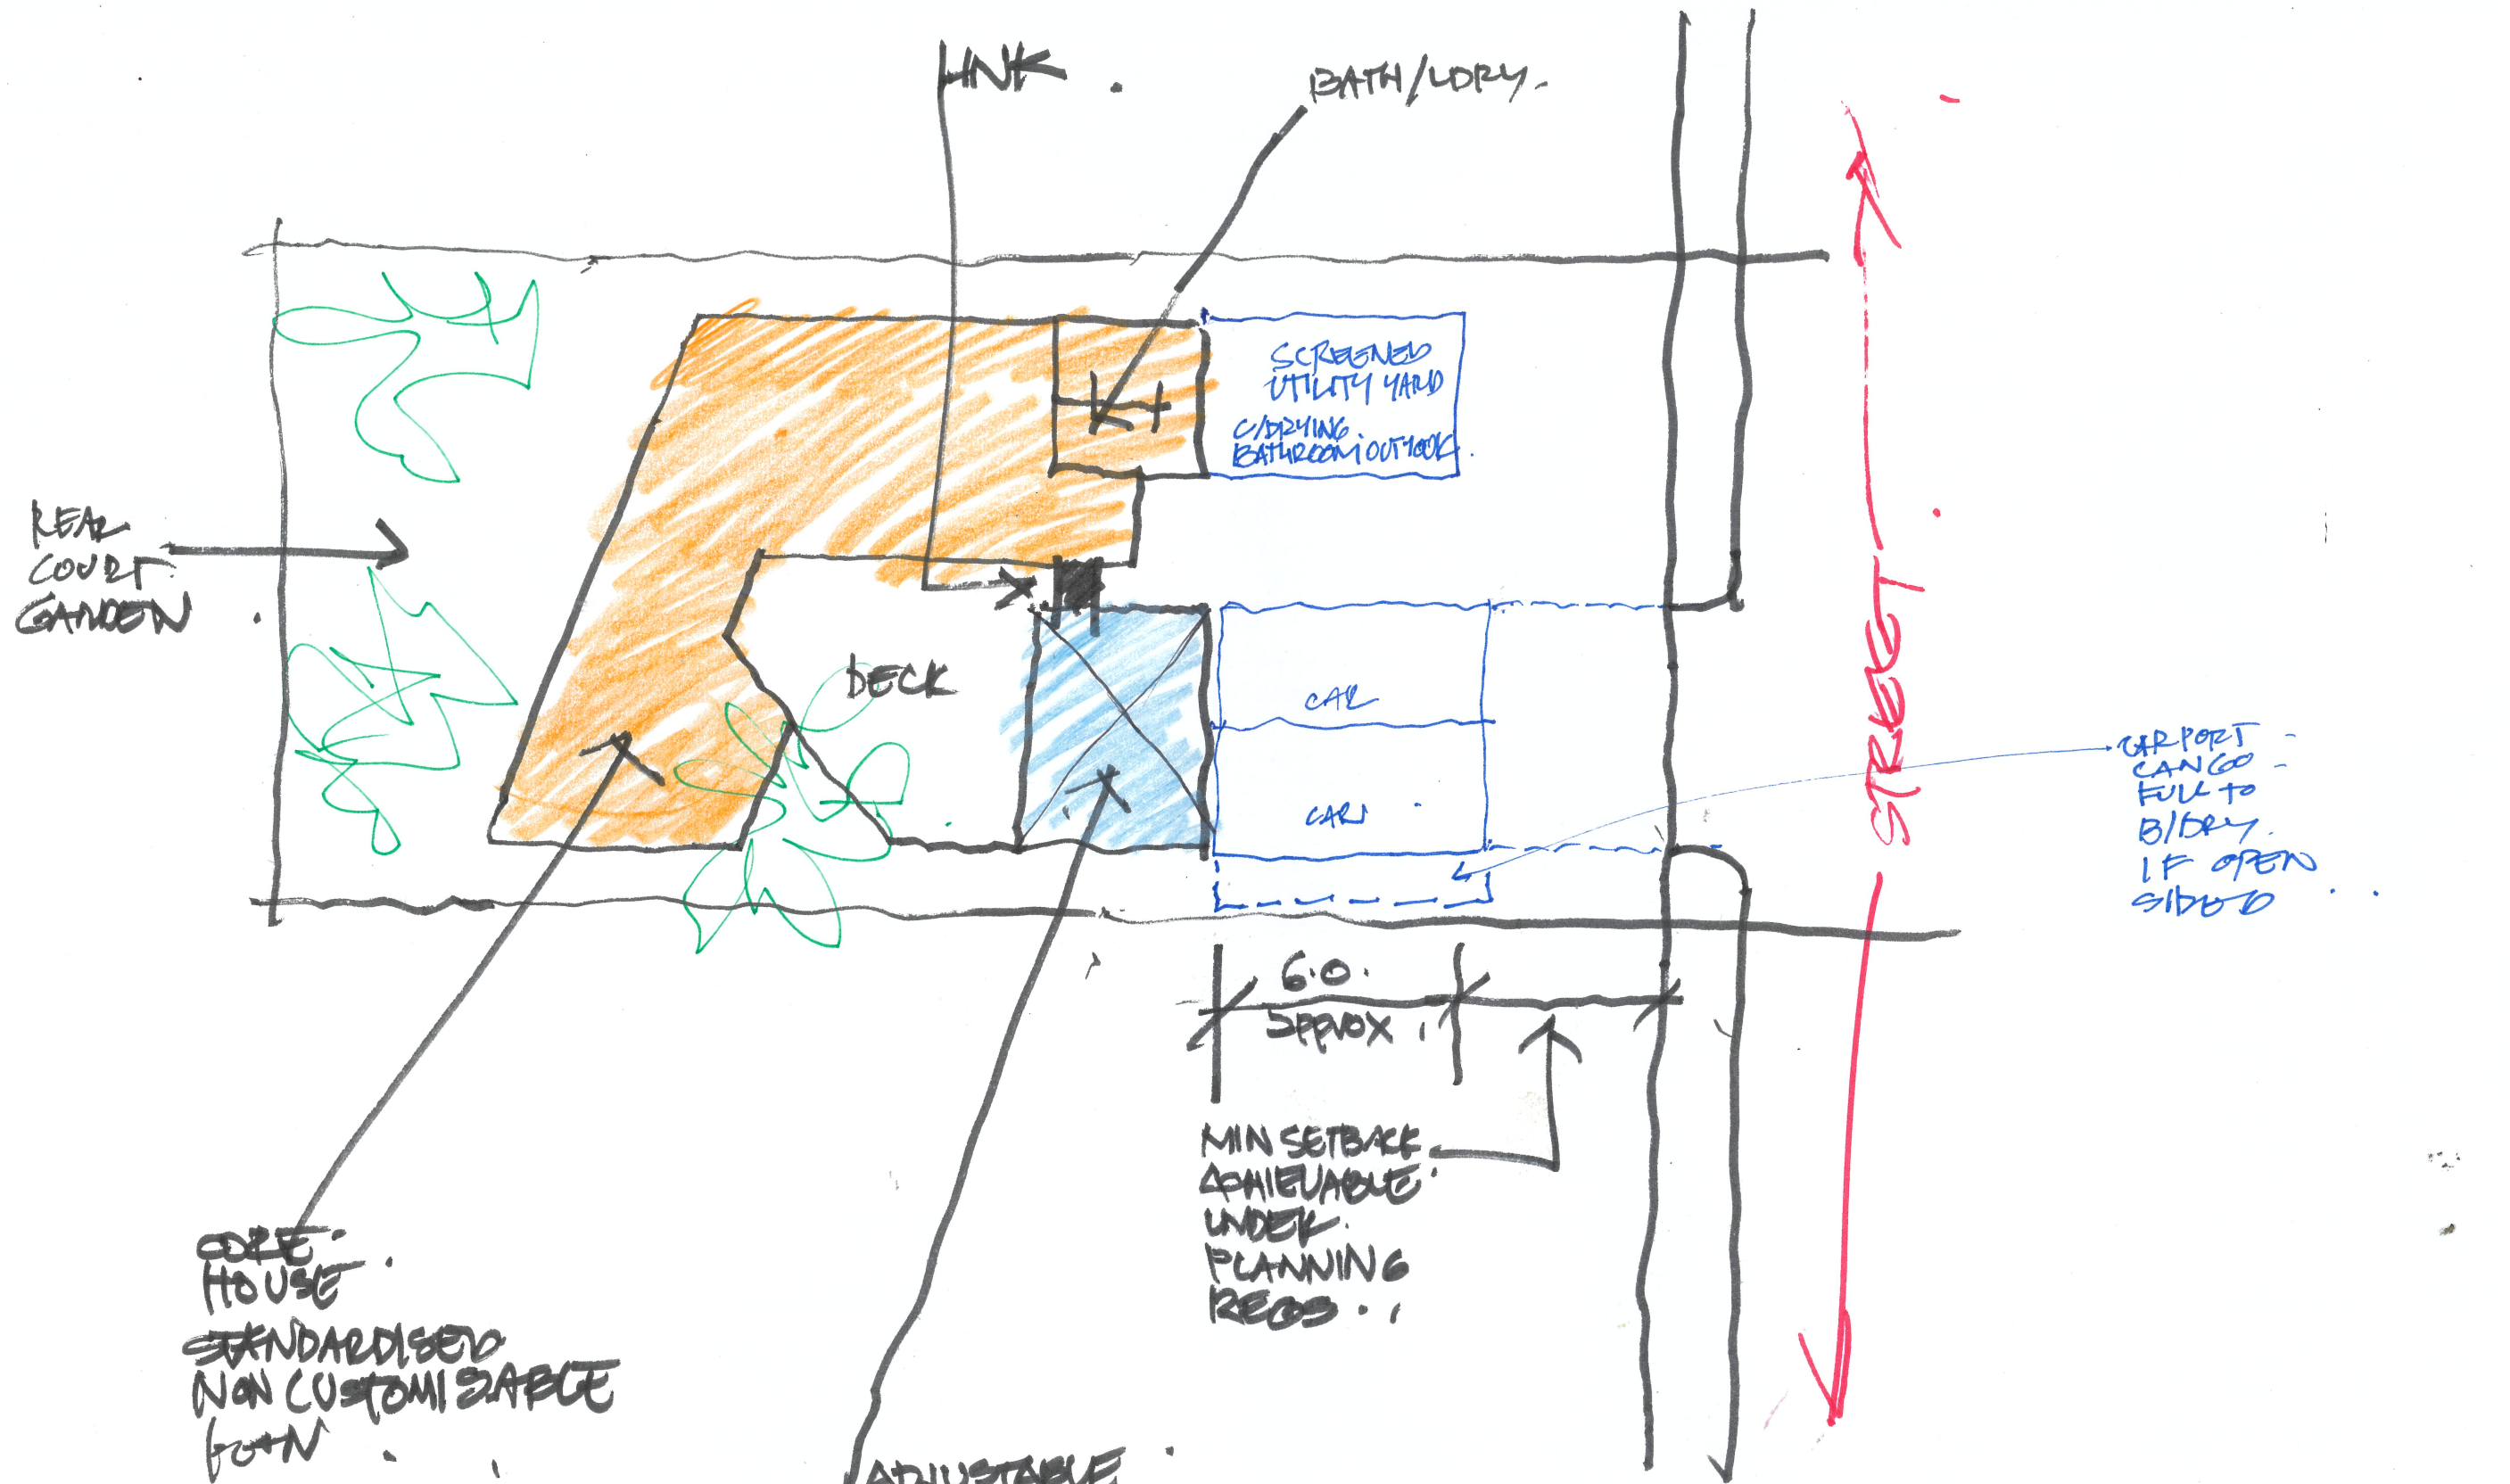 LINK.
BATH/LDRY.
SCREENED
UTILITY YARD
C/DRYING.
BATHROOM OUTLOOK.
REAR
COURT.
GARDEN.
DECK
CAR
CAR
STREET
CARPORT
CAN GO
FULL TO
B/DRY.
IF OPEN
SIDED
6.0.
approx.
MIN SETBACK
ACHIEVABLE
UNDER.
PLANNING
REGS..
CORE.
HOUSE.
STANDARDISED
NON CUSTOMISABLE
ADJUSTABLE